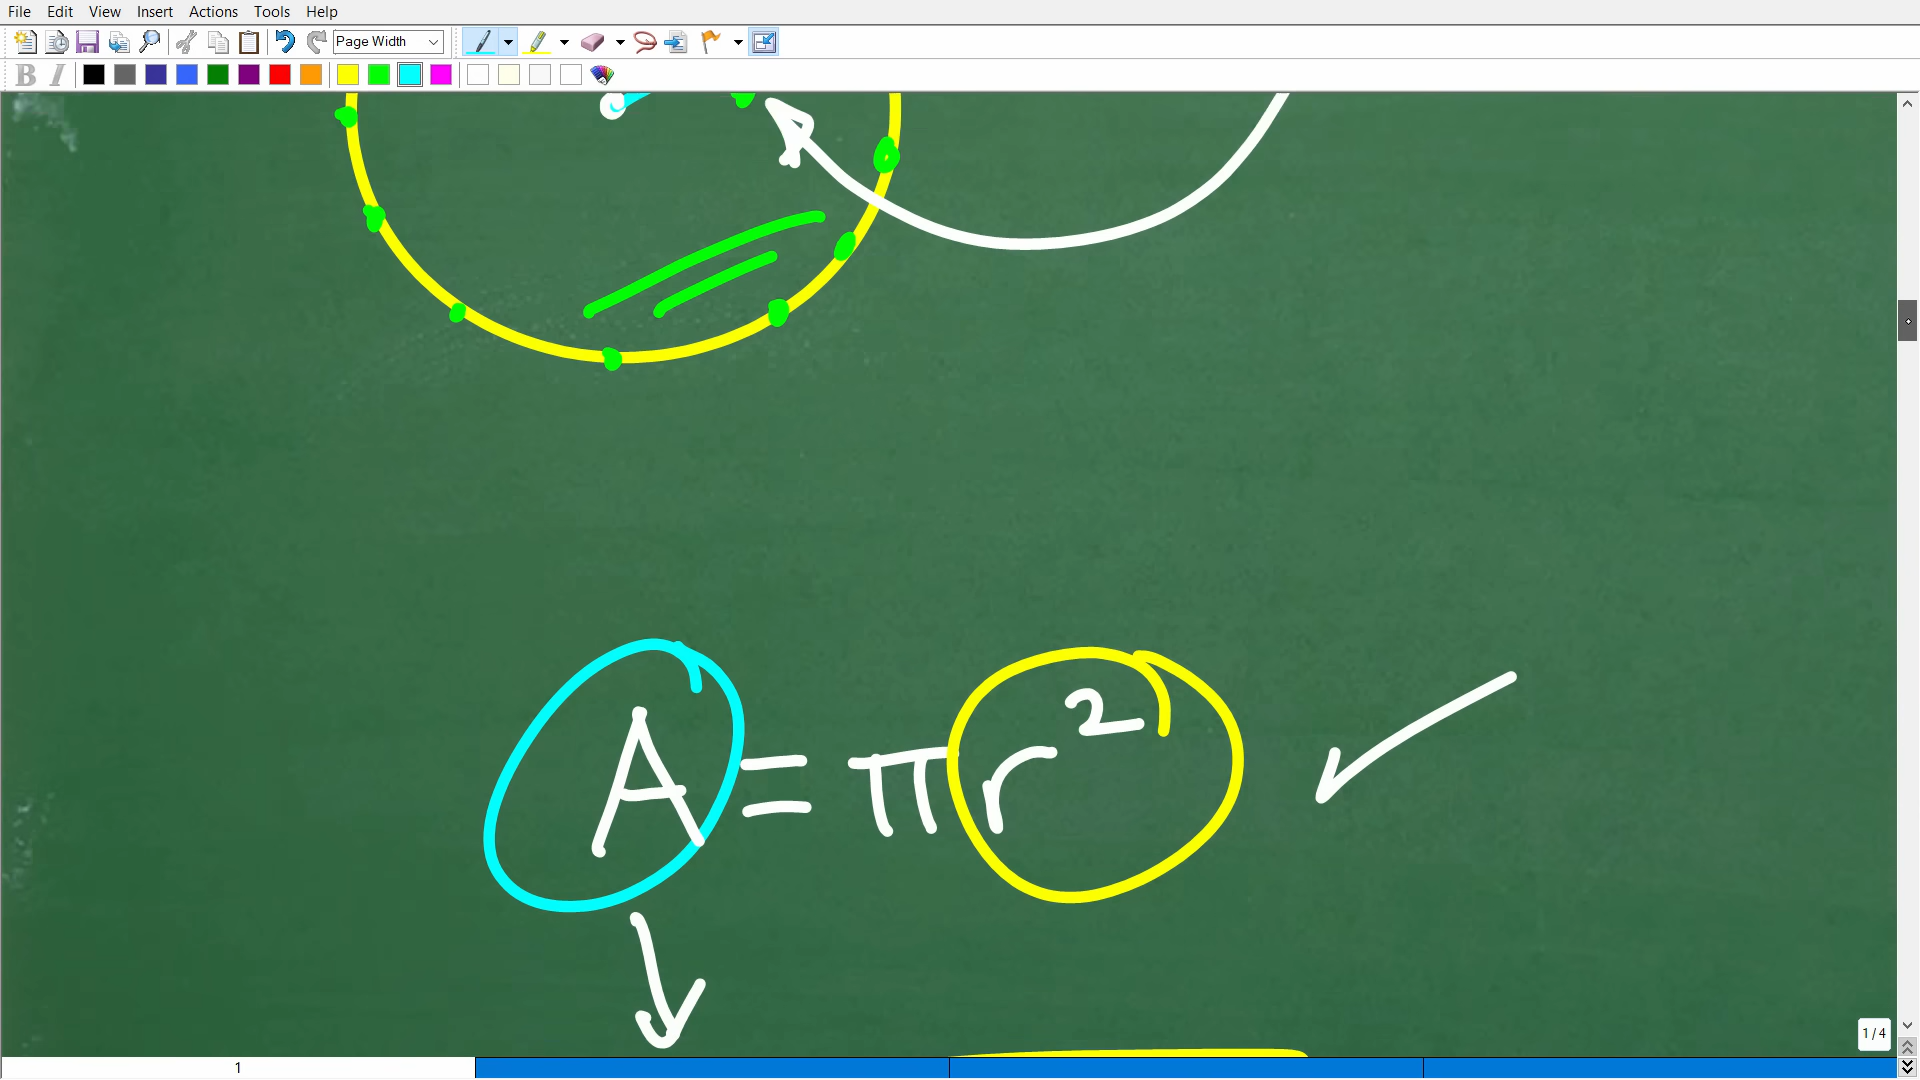 File Edit View Insert Actions Tools Help
Page Width
B I
A = πr²
1 / 4
1